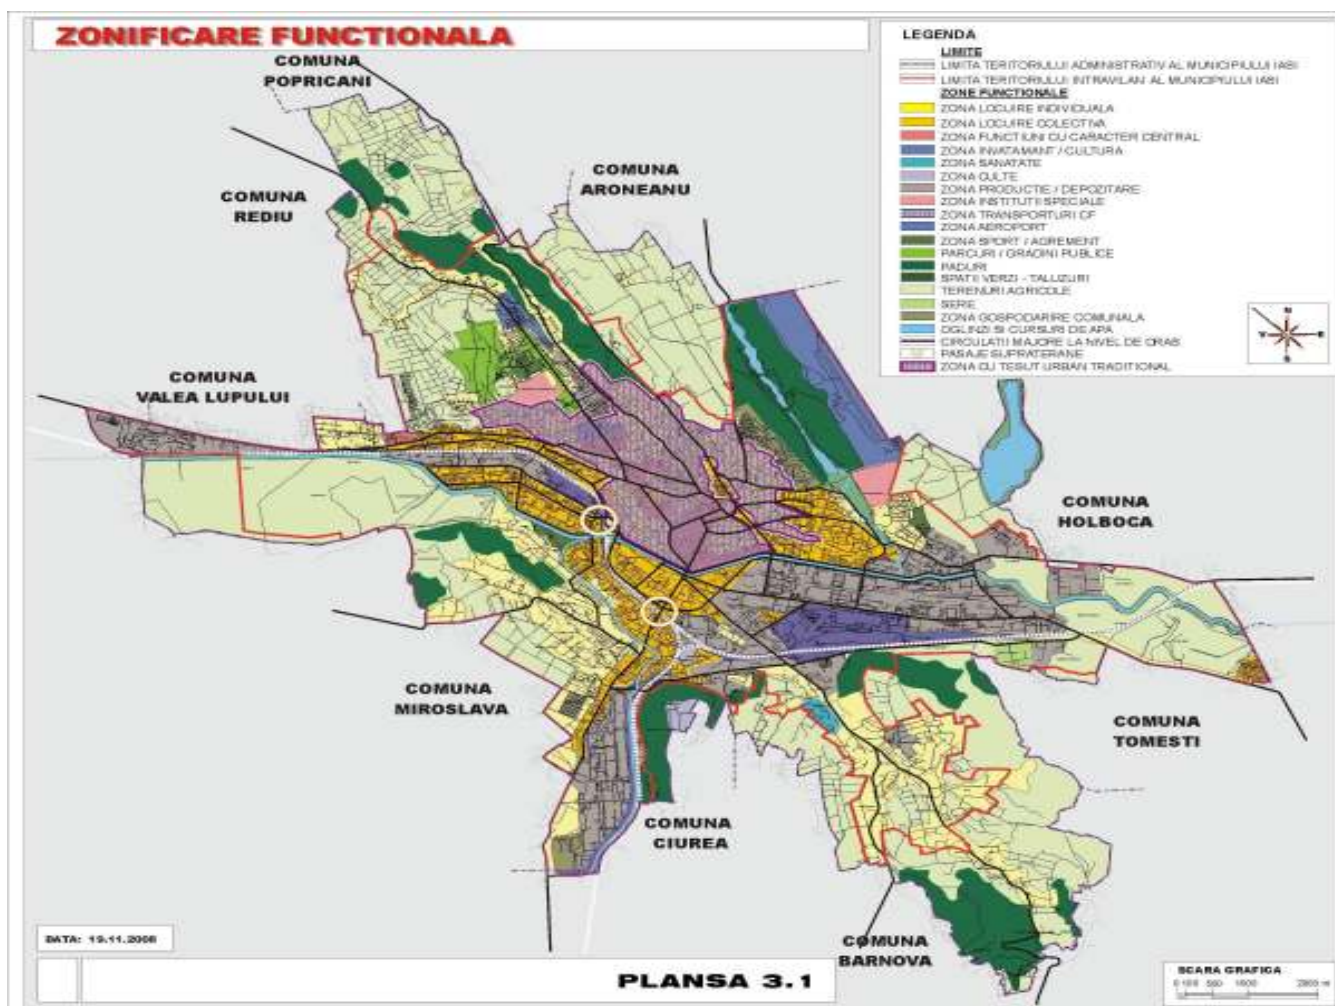 ZONIFICARE FUNCTIONALA
LEGENDA
LIMITE
LIMITA TERITORIULUI ADMINISTRATIV AL MUNICIPIULUI IASI
LIMITA TERITORIULUI INTRAVILAN AL MUNICIPIULUI IASI
ZONE FUNCTIONALE
ZONA LOCUIRE INDIVIDUALA
ZONA LOCUIRE COLECTIVA
ZONA FUNCTIUNI CU CARACTER CENTRAL
ZONA INVATAMANT / CULTURA
ZONA SANATATE
ZONA CULTE
ZONA PRODUCTIE / DEPOZITARE
ZONA INSTITUTII SPECIALE
ZONA TRANSPORTURI CF
ZONA AEROPORT
ZONA SPORT / AGREMENT
PARCURI / GRADINI PUBLICE
PADURI
SPATII VERZI - TALUZURI
TERENURI AGRICOLE
SERE
ZONA GOSPODARIRE COMUNALA
OGLINZI SI CURSURI DE APA
CIRCULATII MAJORE LA NIVEL DE ORAS
PASAJE SUPRATERANE
ZONA CU TESUT URBAN TRADITIONAL
N
V E
S
COMUNA
POPRICANI
COMUNA
ARONEANU
COMUNA
REDIU
COMUNA
VALEA LUPULUI
COMUNA
HOLBOCA
COMUNA
MIROSLAVA
COMUNA
TOMESTI
COMUNA
CIUREA
COMUNA
BARNOVA
DATA: 19.11.2008
PLANSA 3.1
SCARA GRAFICA